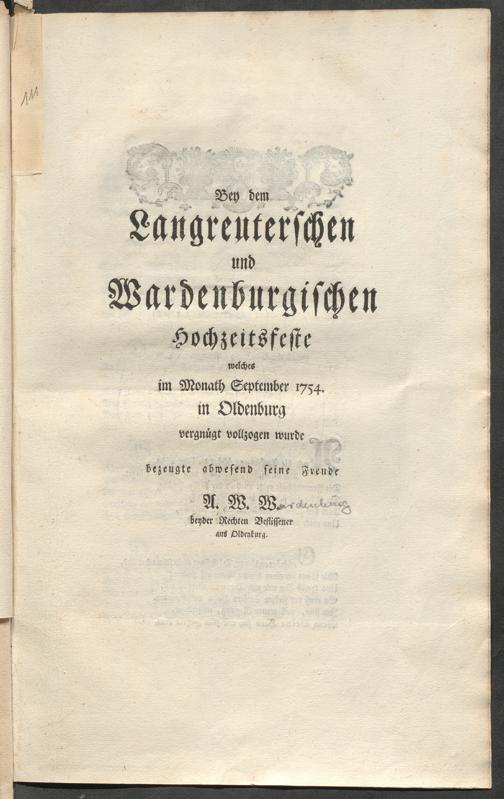 111
Bey dem
Langreuterschen
und
Wardenburgischen
Hochzeitsfeste
welches
im Monath September 1754.
in Oldenburg
vergnügt vollzogen wurde
bezeugte abwesend seine Freude
A. W. Wardenburg
beyder Rechten Beflissener
aus Oldenburg.